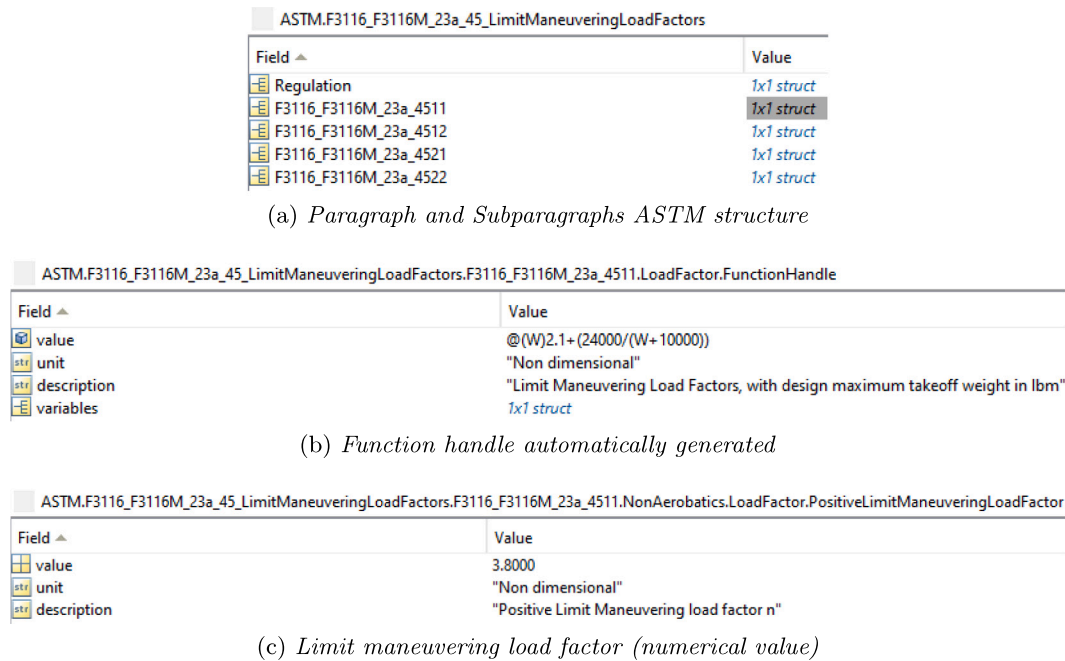 ASTM.F3116_F3116M_23a_45_LimitManeuveringLoadFactors
Field Value
Regulation 1x1 struct
F3116_F3116M_23a_4511 1x1 struct
F3116_F3116M_23a_4512 1x1 struct
F3116_F3116M_23a_4521 1x1 struct
F3116_F3116M_23a_4522 1x1 struct
(a) Paragraph and Subparagraphs ASTM structure
ASTM.F3116_F3116M_23a_45_LimitManeuveringLoadFactors.F3116_F3116M_23a_4511.LoadFactor.FunctionHandle
Field Value
value @(W)2.1+(24000/(W+10000))
str unit "Non dimensional"
str description "Limit Maneuvering Load Factors, with design maximum takeoff weight in lbm"
variables 1x1 struct
(b) Function handle automatically generated
ASTM.F3116_F3116M_23a_45_LimitManeuveringLoadFactors.F3116_F3116M_23a_4511.NonAerobatics.LoadFactor.PositiveLimitManeuveringLoadFactor
Field Value
value 3.8000
str unit "Non dimensional"
str description "Positive Limit Maneuvering load factor n"
(c) Limit maneuvering load factor (numerical value)